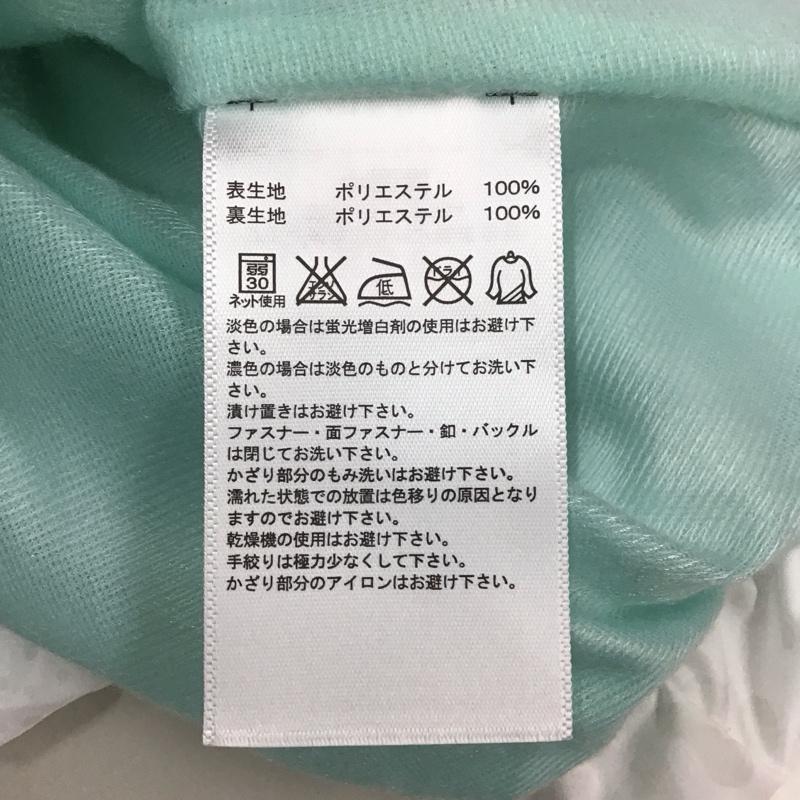 表生地 ポリエステル 100%
裏生地 ポリエステル 100%
弱
30
ネット使用
エンソ
サラシ
低
ドライ
淡色の場合は蛍光増白剤の使用はお避け下
さい。
濃色の場合は淡色のものと分けてお洗い下
さい。
漬け置きはお避け下さい。
ファスナー・面ファスナー・釦・バックル
は閉じてお洗い下さい。
かざり部分のもみ洗いはお避け下さい。
濡れた状態での放置は色移りの原因となり
ますのでお避け下さい。
乾燥機の使用はお避け下さい。
手絞りは極力少なくして下さい。
かざり部分のアイロンはお避け下さい。